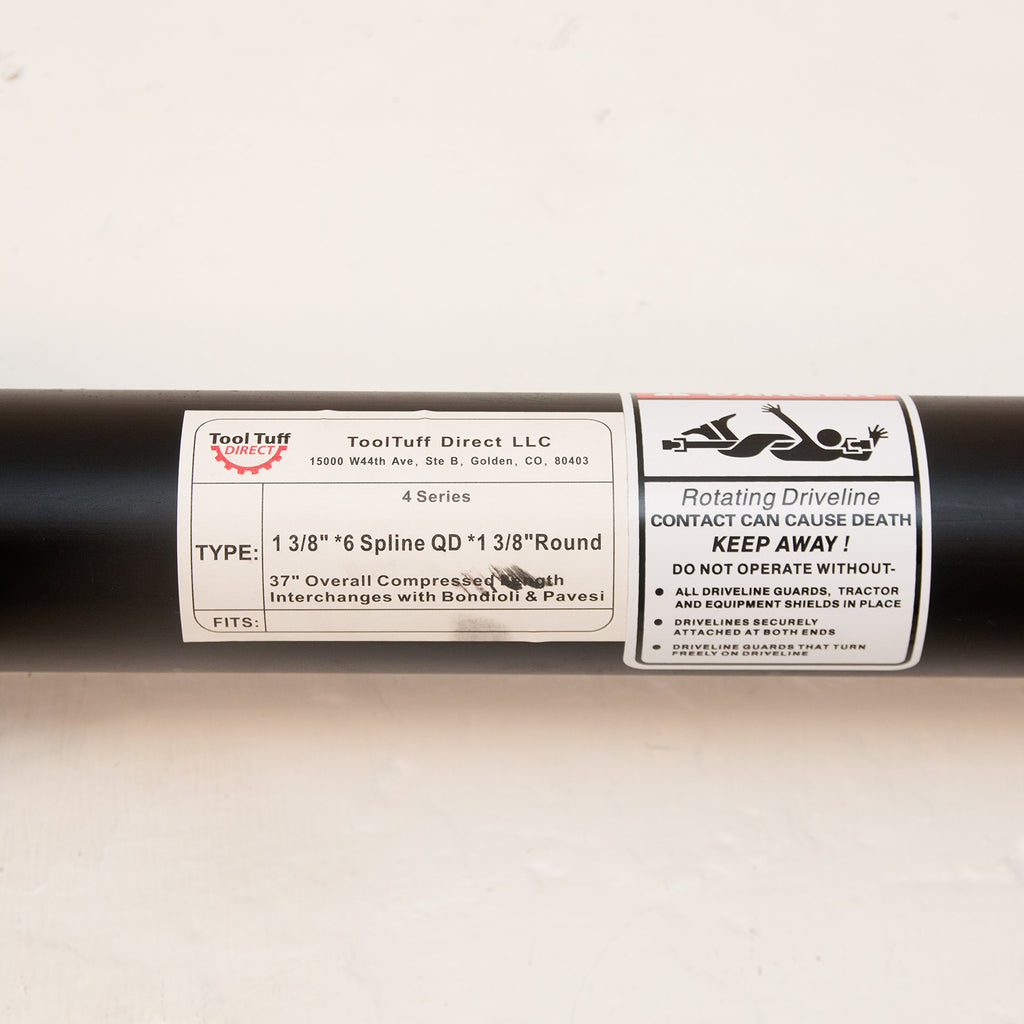 Tool Tuff
DIRECT
ToolTuff Direct LLC
15000 W44th Ave, Ste B, Golden, CO, 80403
4 Series
TYPE:
1 3/8" *6 Spline QD *1 3/8"Round
37" Overall Compressed Length
Interchanges with Bondioli & Pavesi
FITS:
Rotating Driveline
CONTACT CAN CAUSE DEATH
KEEP AWAY !
DO NOT OPERATE WITHOUT-
● ALL DRIVELINE GUARDS, TRACTOR
AND EQUIPMENT SHIELDS IN PLACE
● DRIVELINES SECURELY
ATTACHED AT BOTH ENDS
● DRIVELINE GUARDS THAT TURN
FREELY ON DRIVELINE